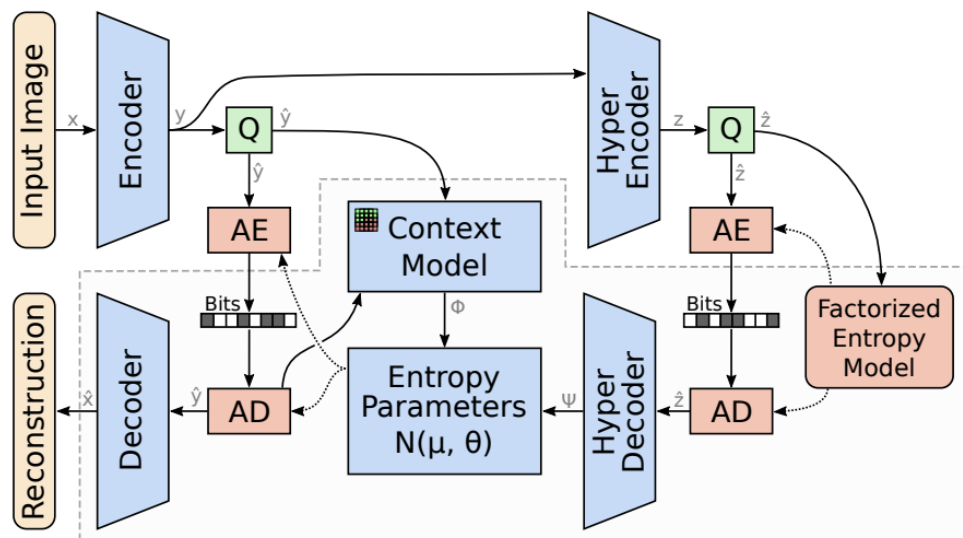 Input Image
x
Encoder
y
Q
ŷ
ŷ
AE
Bits
AD
ŷ
Decoder
x̂
Reconstruction
Context
Model
Φ
Entropy
Parameters
N(μ, θ)
Ψ
Hyper
Encoder
z
Q
ẑ
ẑ
AE
Bits
AD
ẑ
Hyper
Decoder
Factorized
Entropy
Model